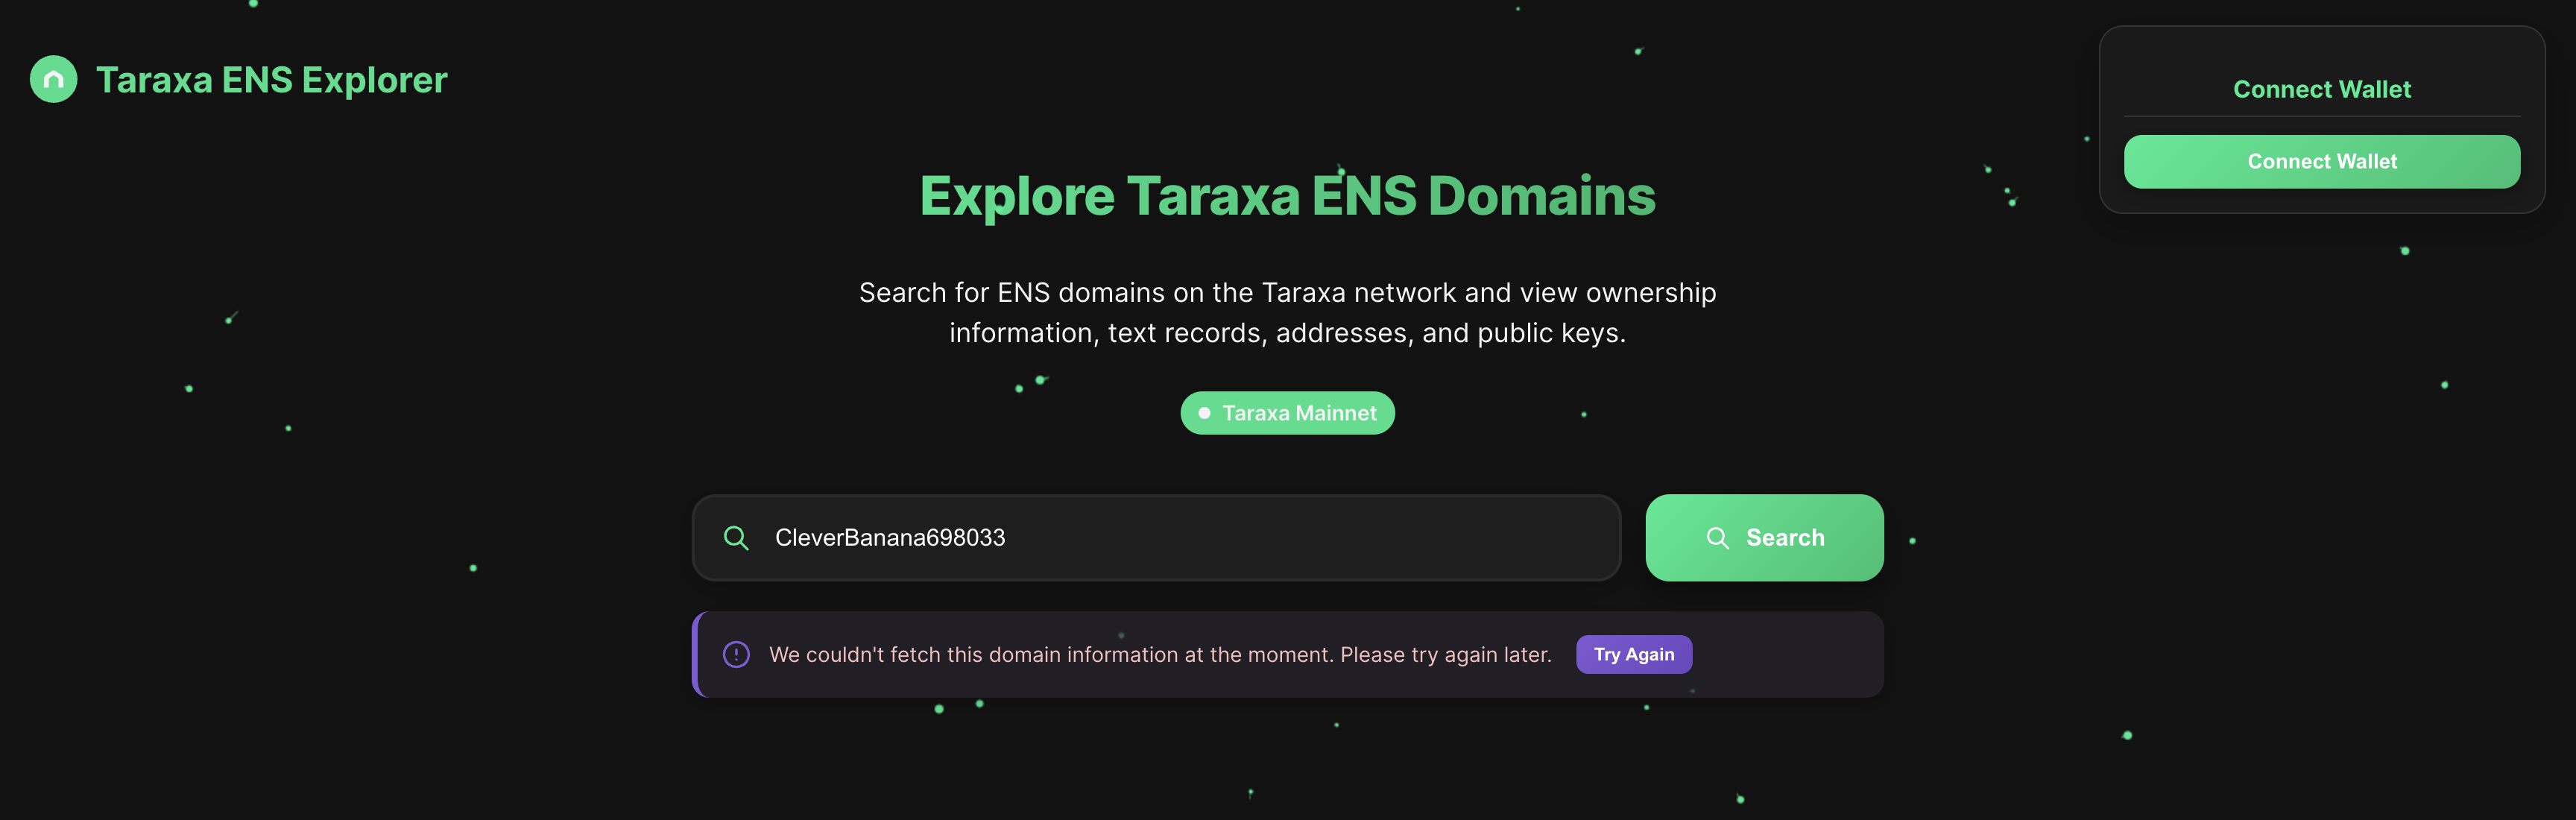 Taraxa ENS Explorer
Connect Wallet
Connect Wallet
Explore Taraxa ENS Domains
Search for ENS domains on the Taraxa network and view ownership
information, text records, addresses, and public keys.
Taraxa Mainnet
CleverBanana698033
Search
We couldn't fetch this domain information at the moment. Please try again later.
Try Again